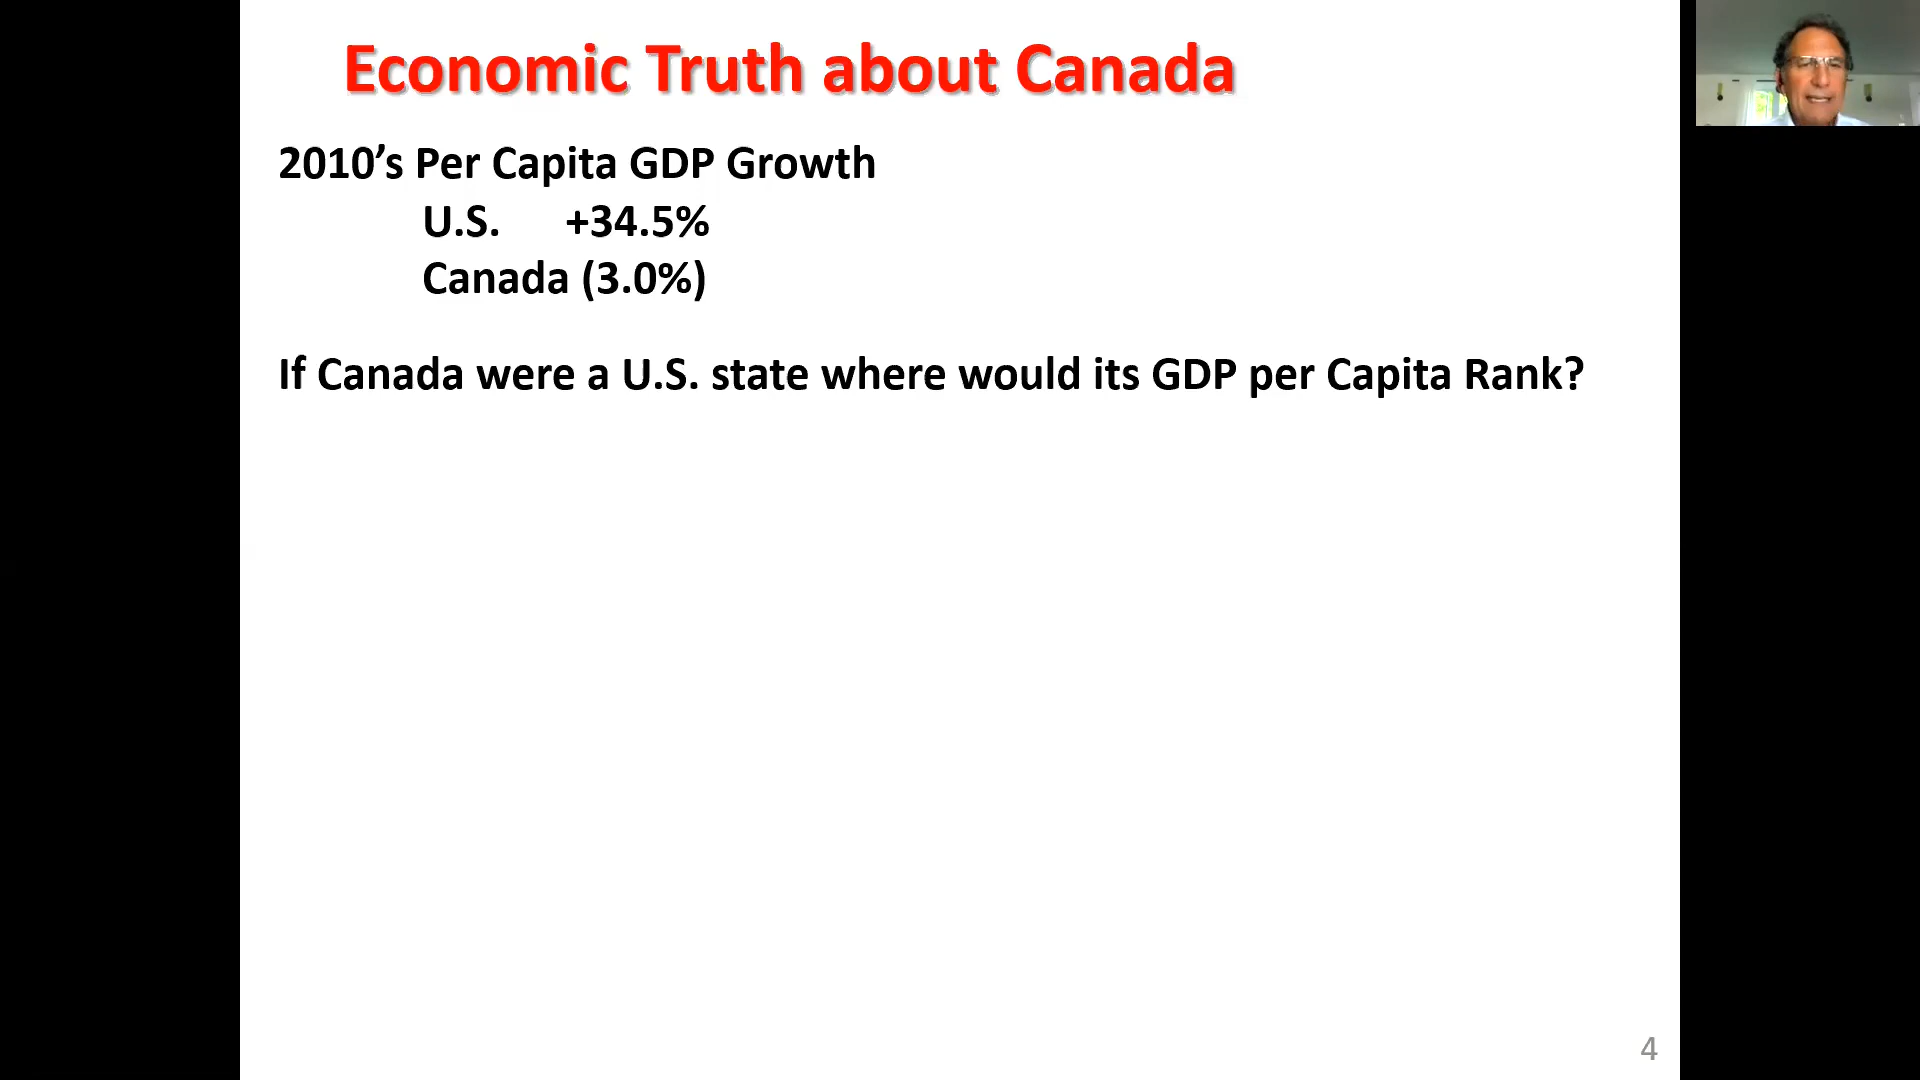 Economic Truth about Canada
2010’s Per Capita GDP Growth
U.S. +34.5%
Canada (3.0%)
If Canada were a U.S. state where would its GDP per Capita Rank?
4